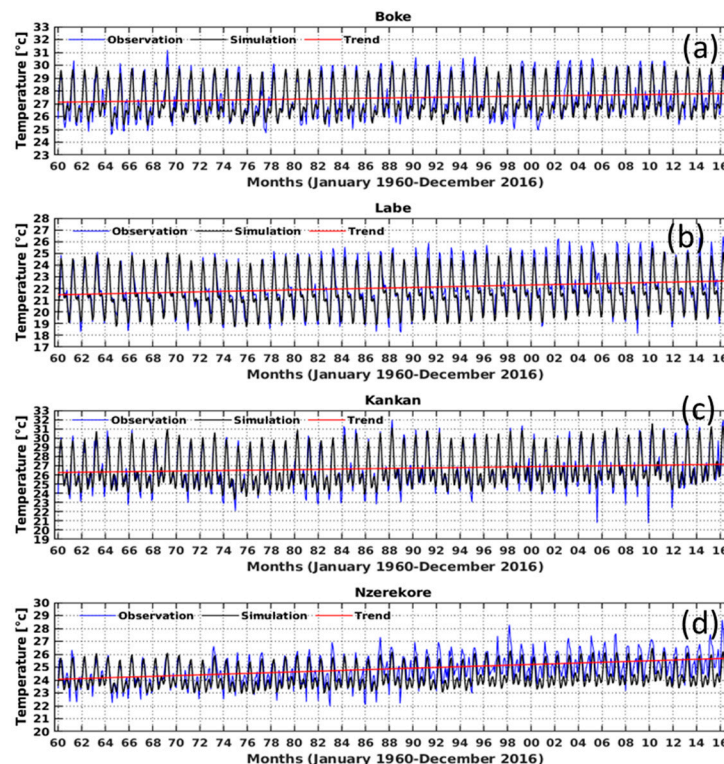 Boke
(a)
Observation Simulation Trend
Temperature [°c]
33
32
31
30
29
28
27
26
25
24
23
60 62 64 66 68 70 72 74 76 78 80 82 84 86 88 90 92 94 96 98 00 02 04 06 08 10 12 14 16
Months (January 1960-December 2016)
Labe
(b)
Observation Simulation Trend
Temperature [°c]
28
27
26
25
24
23
22
21
20
19
18
17
60 62 64 66 68 70 72 74 76 78 80 82 84 86 88 90 92 94 96 98 00 02 04 06 08 10 12 14 16
Months (January 1960-December 2016)
Kankan
(c)
Observation Simulation Trend
Temperature [°c]
33
32
31
30
29
28
27
26
25
24
23
22
21
20
19
60 62 64 66 68 70 72 74 76 78 80 82 84 86 88 90 92 94 96 98 00 02 04 06 08 10 12 14 16
Months (January 1960-December 2016)
Nzerekore
(d)
Observation Simulation Trend
Temperature [°c]
30
29
28
27
26
25
24
23
22
21
20
60 62 64 66 68 70 72 74 76 78 80 82 84 86 88 90 92 94 96 98 00 02 04 06 08 10 12 14 16
Months (January 1960-December 2016)